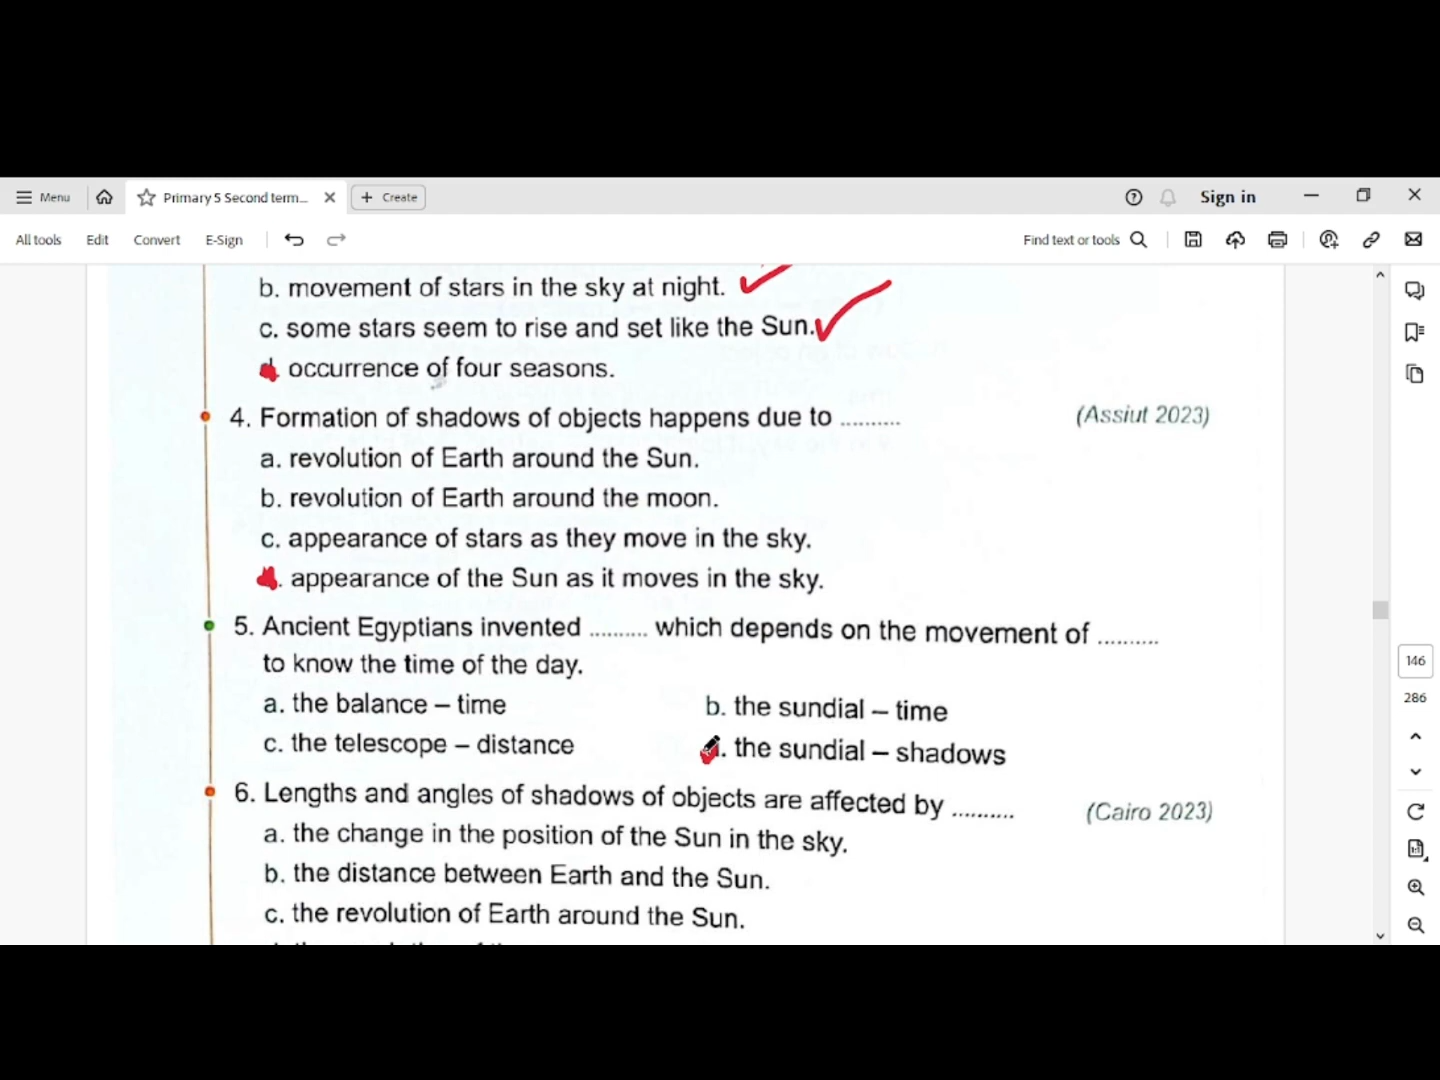 Menu
Primary 5 Second term...
Create
Sign in
All tools
Edit
Convert
E-Sign
Find text or tools
b. movement of stars in the sky at night.
c. some stars seem to rise and set like the Sun.
occurrence of four seasons.
4. Formation of shadows of objects happens due to .......... (Assiut 2023)
a. revolution of Earth around the Sun.
b. revolution of Earth around the moon.
c. appearance of stars as they move in the sky.
. appearance of the Sun as it moves in the sky.
5. Ancient Egyptians invented .......... which depends on the movement of ..........
to know the time of the day.
a. the balance – time
b. the sundial – time
c. the telescope – distance
. the sundial – shadows
6. Lengths and angles of shadows of objects are affected by .......... (Cairo 2023)
a. the change in the position of the Sun in the sky.
b. the distance between Earth and the Sun.
c. the revolution of Earth around the Sun.
146
286